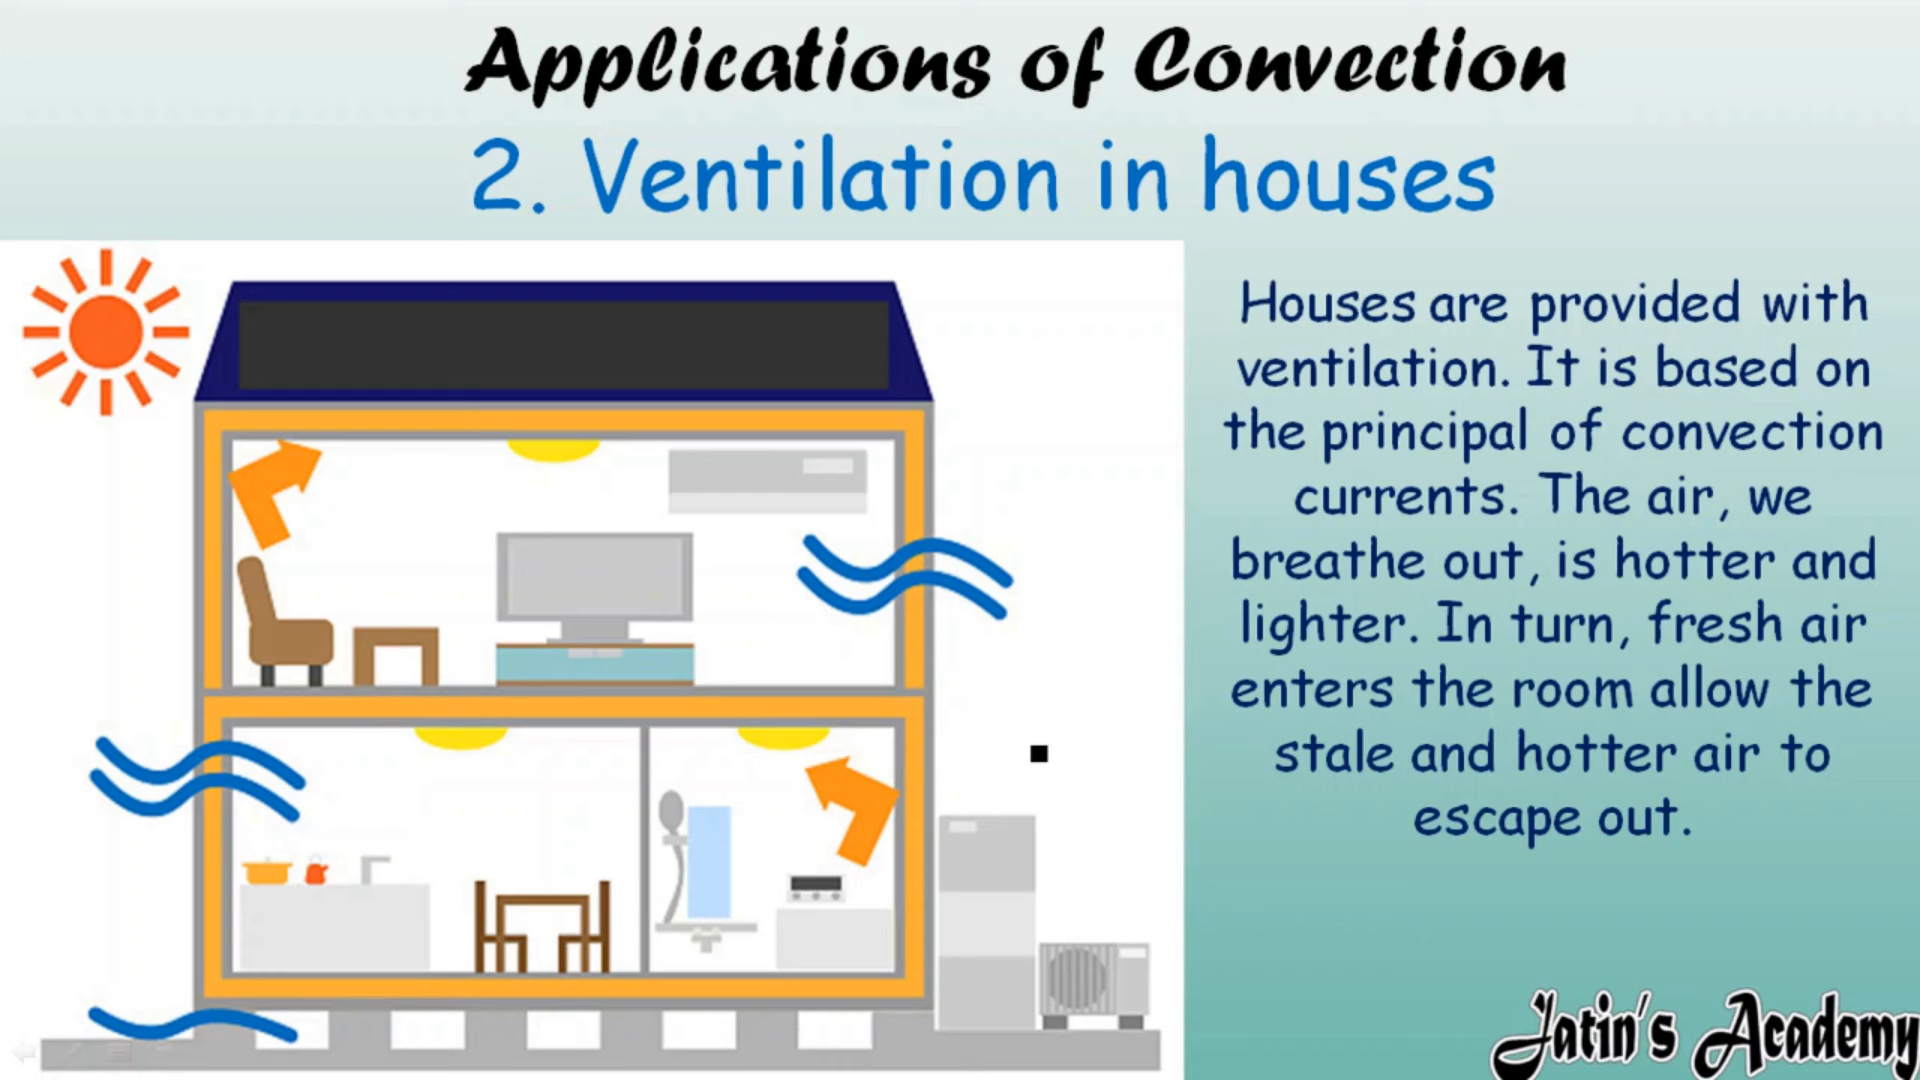 Applications of Convection
2. Ventilation in houses
Houses are provided with
ventilation. It is based on
the principal of convection
currents. The air, we
breathe out, is hotter and
lighter. In turn, fresh air
enters the room allow the
stale and hotter air to
escape out.
Jatin's Academy